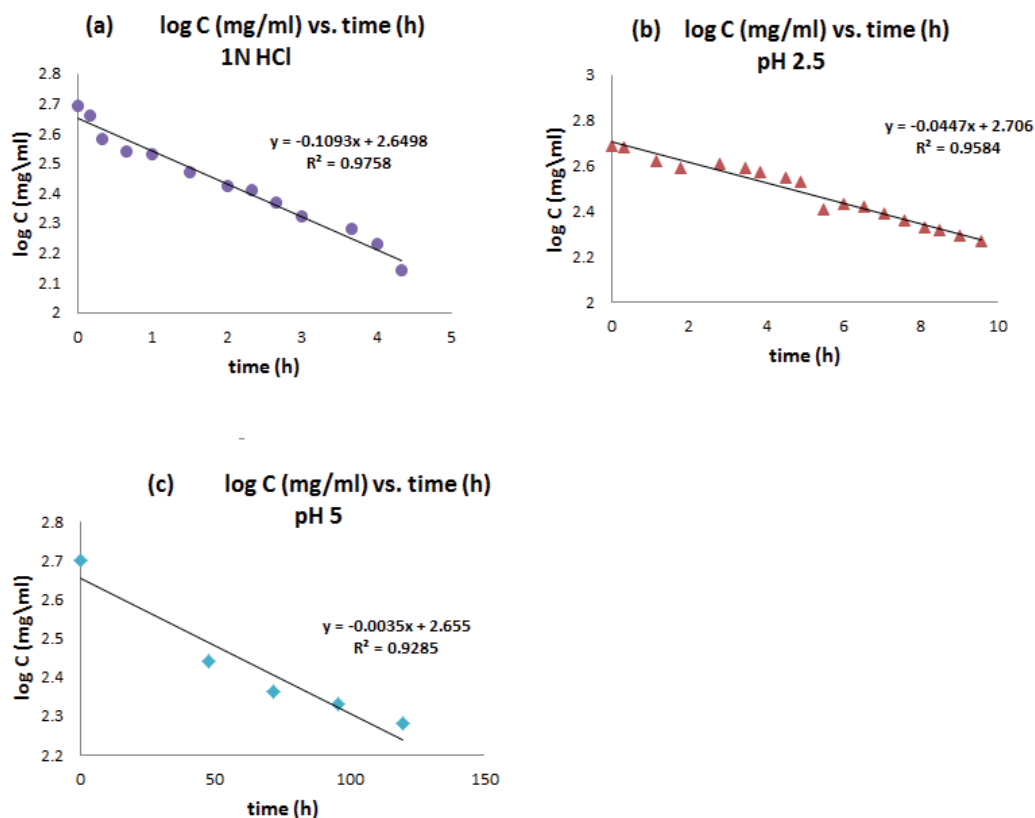 (a) log C (mg/ml) vs. time (h)
1N HCl
2.8
2.7
2.6
2.5
2.4
2.3
2.2
2.1
2
log C (mg\ml)
y = -0.1093x + 2.6498
R² = 0.9758
0 1 2 3 4 5
time (h)
(b) log C (mg/ml) vs. time (h)
pH 2.5
3
2.8
2.6
2.4
2.2
2
log C (mg\ml)
y = -0.0447x + 2.706
R² = 0.9584
0 2 4 6 8 10
time (h)
(c) log C (mg/ml) vs. time (h)
pH 5
2.8
2.7
2.6
2.5
2.4
2.3
2.2
log C (mg\ml)
y = -0.0035x + 2.655
R² = 0.9285
0 50 100 150
time (h)